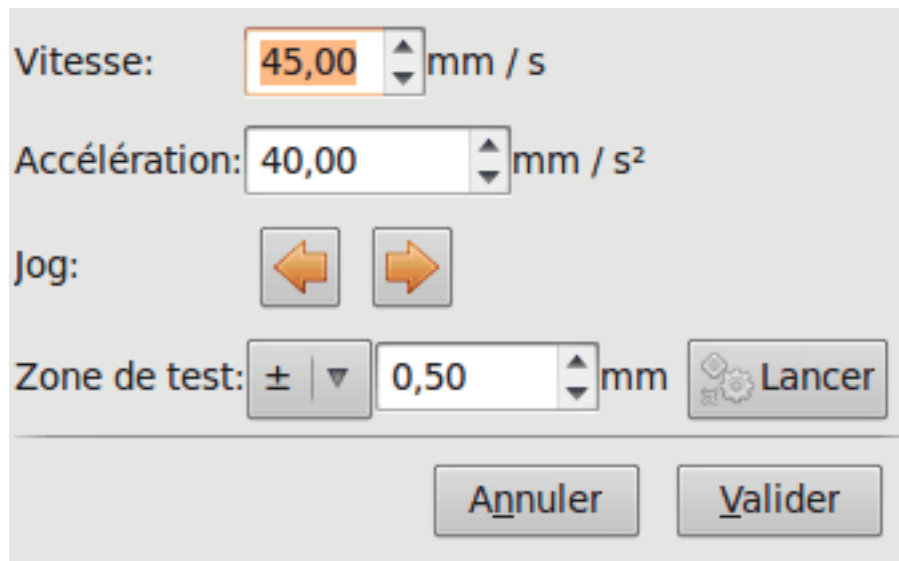 Vitesse: 45,00 mm / s
Accélération: 40,00 mm / s²
Jog:
Zone de test: ± 0,50 mm Lancer
Annuler Valider